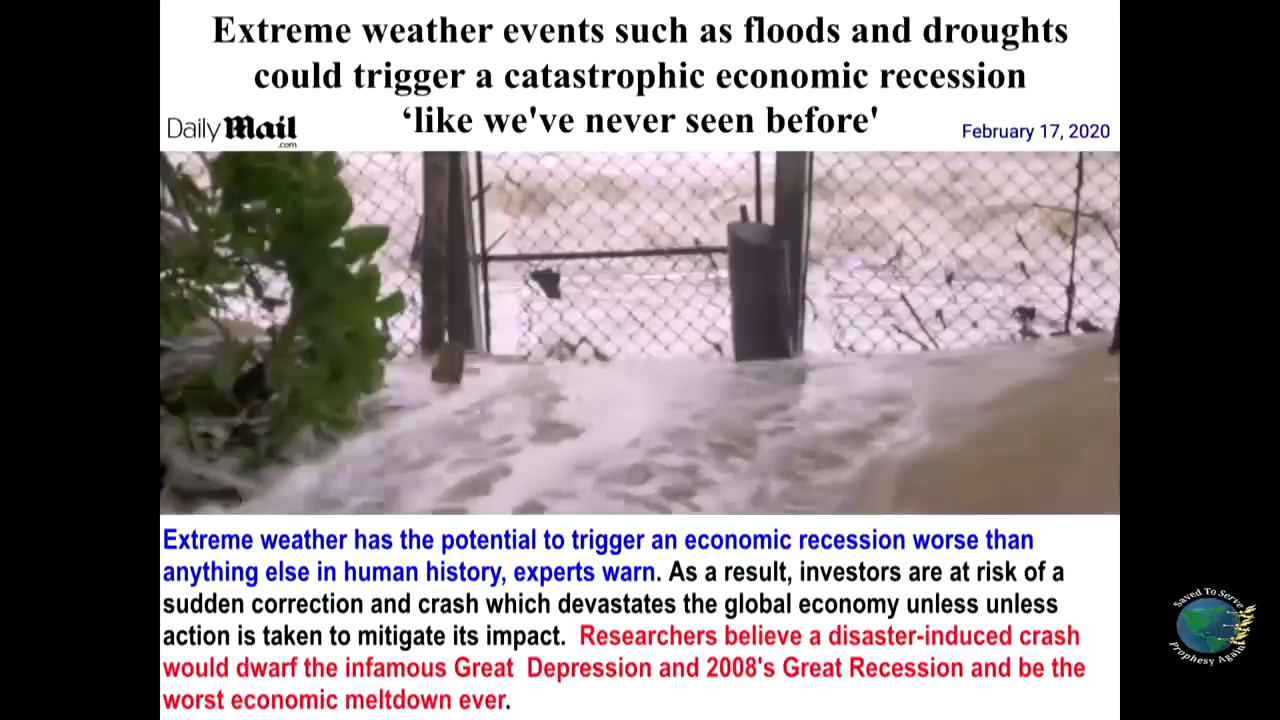 Extreme weather events such as floods and droughts
could trigger a catastrophic economic recession
‘like we've never seen before'
Daily Mail
.com
February 17, 2020
Extreme weather has the potential to trigger an economic recession worse than
anything else in human history, experts warn. As a result, investors are at risk of a
sudden correction and crash which devastates the global economy unless unless
action is taken to mitigate its impact. Researchers believe a disaster-induced crash
would dwarf the infamous Great Depression and 2008's Great Recession and be the
worst economic meltdown ever.
Saved To Serve
Prophesy Again